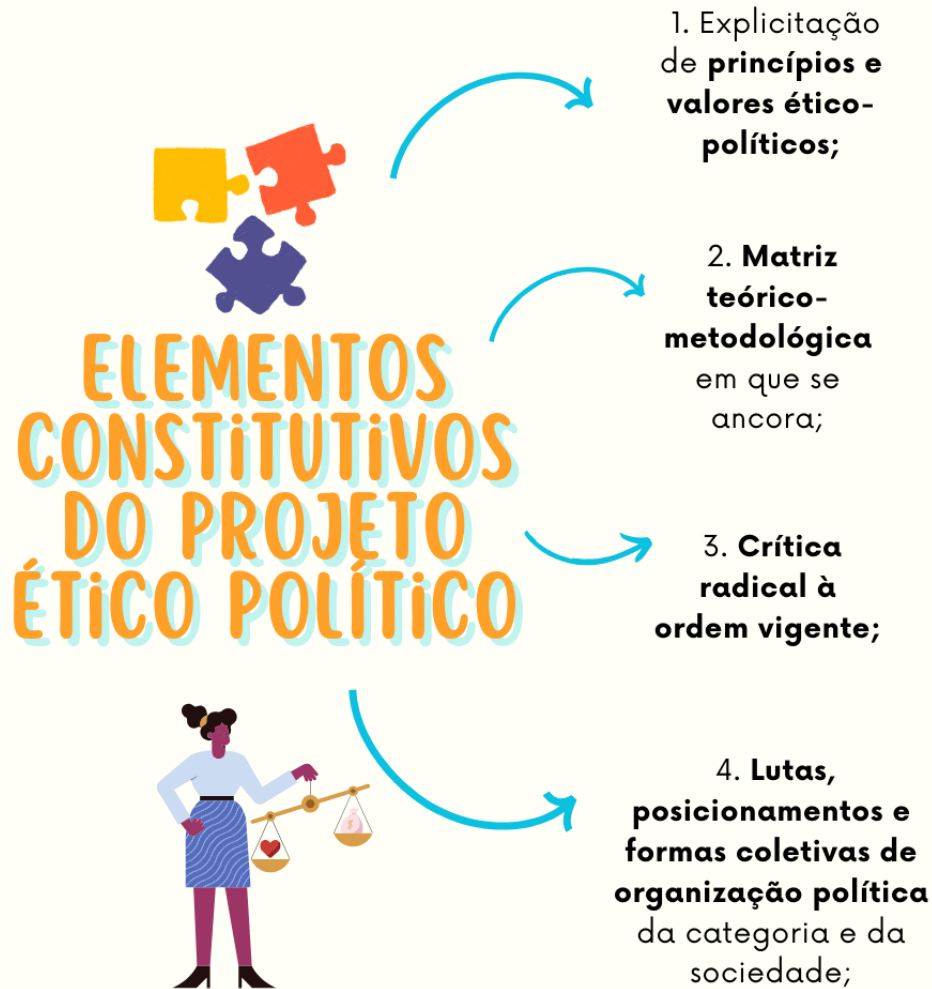 ELEMENTOS
CONSTiTUTiVOS
DO PROJETO
ÉTiCO POLÍTiCO
1. Explicitação
de princípios e
valores ético-
políticos;
2. Matriz
teórico-
metodológica
em que se
ancora;
3. Crítica
radical à
ordem vigente;
4. Lutas,
posicionamentos e
formas coletivas de
organização política
da categoria e da
sociedade;